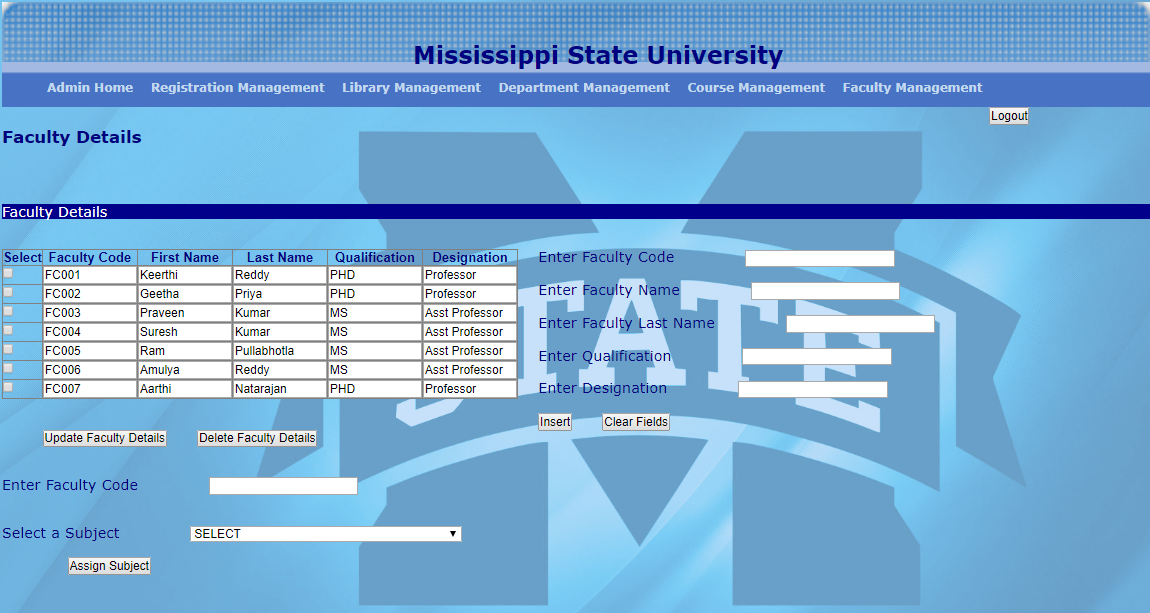 Mississippi State University
Admin Home Registration Management Library Management Department Management Course Management Faculty Management
Logout
Faculty Details
Faculty Details
Select Faculty Code First Name Last Name Qualification Designation
FC001 Keerthi Reddy PHD Professor
FC002 Geetha Priya PHD Professor
FC003 Praveen Kumar MS Asst Professor
FC004 Suresh Kumar MS Asst Professor
FC005 Ram Pullabhotla MS Asst Professor
FC006 Amulya Reddy MS Asst Professor
FC007 Aarthi Natarajan PHD Professor
Enter Faculty Code
Enter Faculty Name
Enter Faculty Last Name
Enter Qualification
Enter Designation
Insert Clear Fields
Update Faculty Details Delete Faculty Details
Enter Faculty Code
Select a Subject SELECT
Assign Subject
STATE